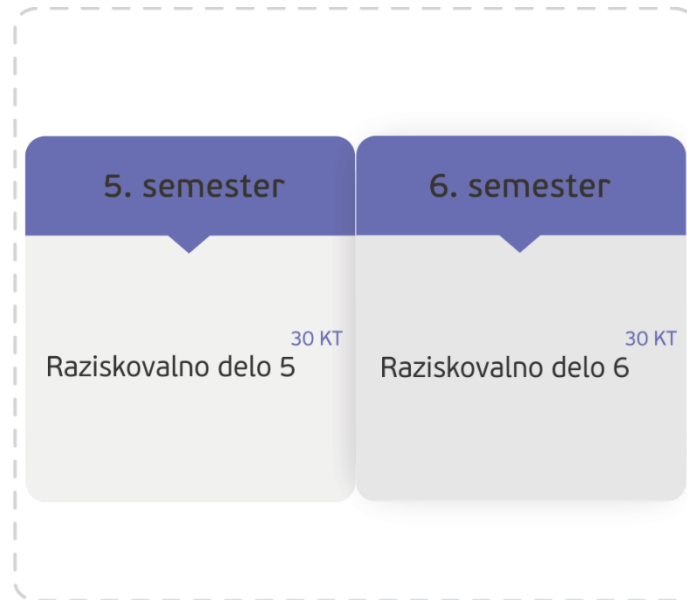 5. semester
30 KT
Raziskovalno delo 5
6. semester
30 KT
Raziskovalno delo 6